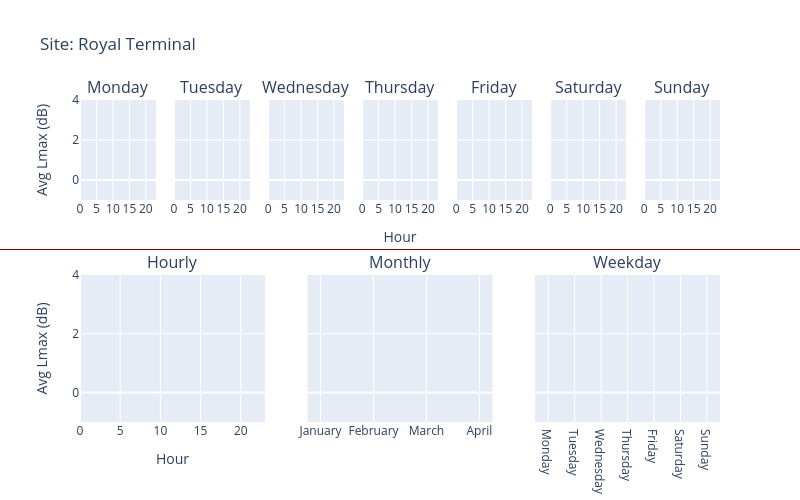 Site: Royal Terminal
Monday Tuesday Wednesday Thursday Friday Saturday Sunday
Avg Lmax (dB)
4
2
0
0 5 10 15 20 0 5 10 15 20 0 5 10 15 20 0 5 10 15 20 0 5 10 15 20 0 5 10 15 20 0 5 10 15 20
Hour
Hourly Monthly Weekday
Avg Lmax (dB)
4
2
0
0 5 10 15 20 January February March April
Monday
Tuesday
Wednesday
Thursday
Friday
Saturday
Sunday
Hour